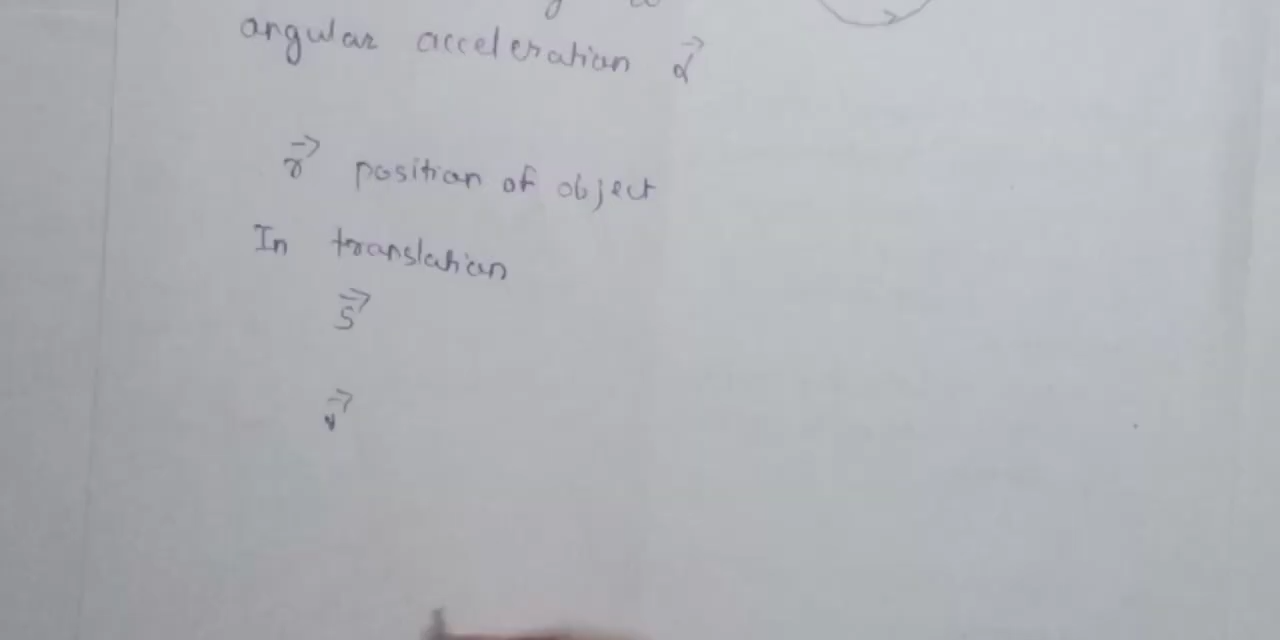 angular acceleration α⃗
r⃗ position of object
In translation
s⃗
v⃗